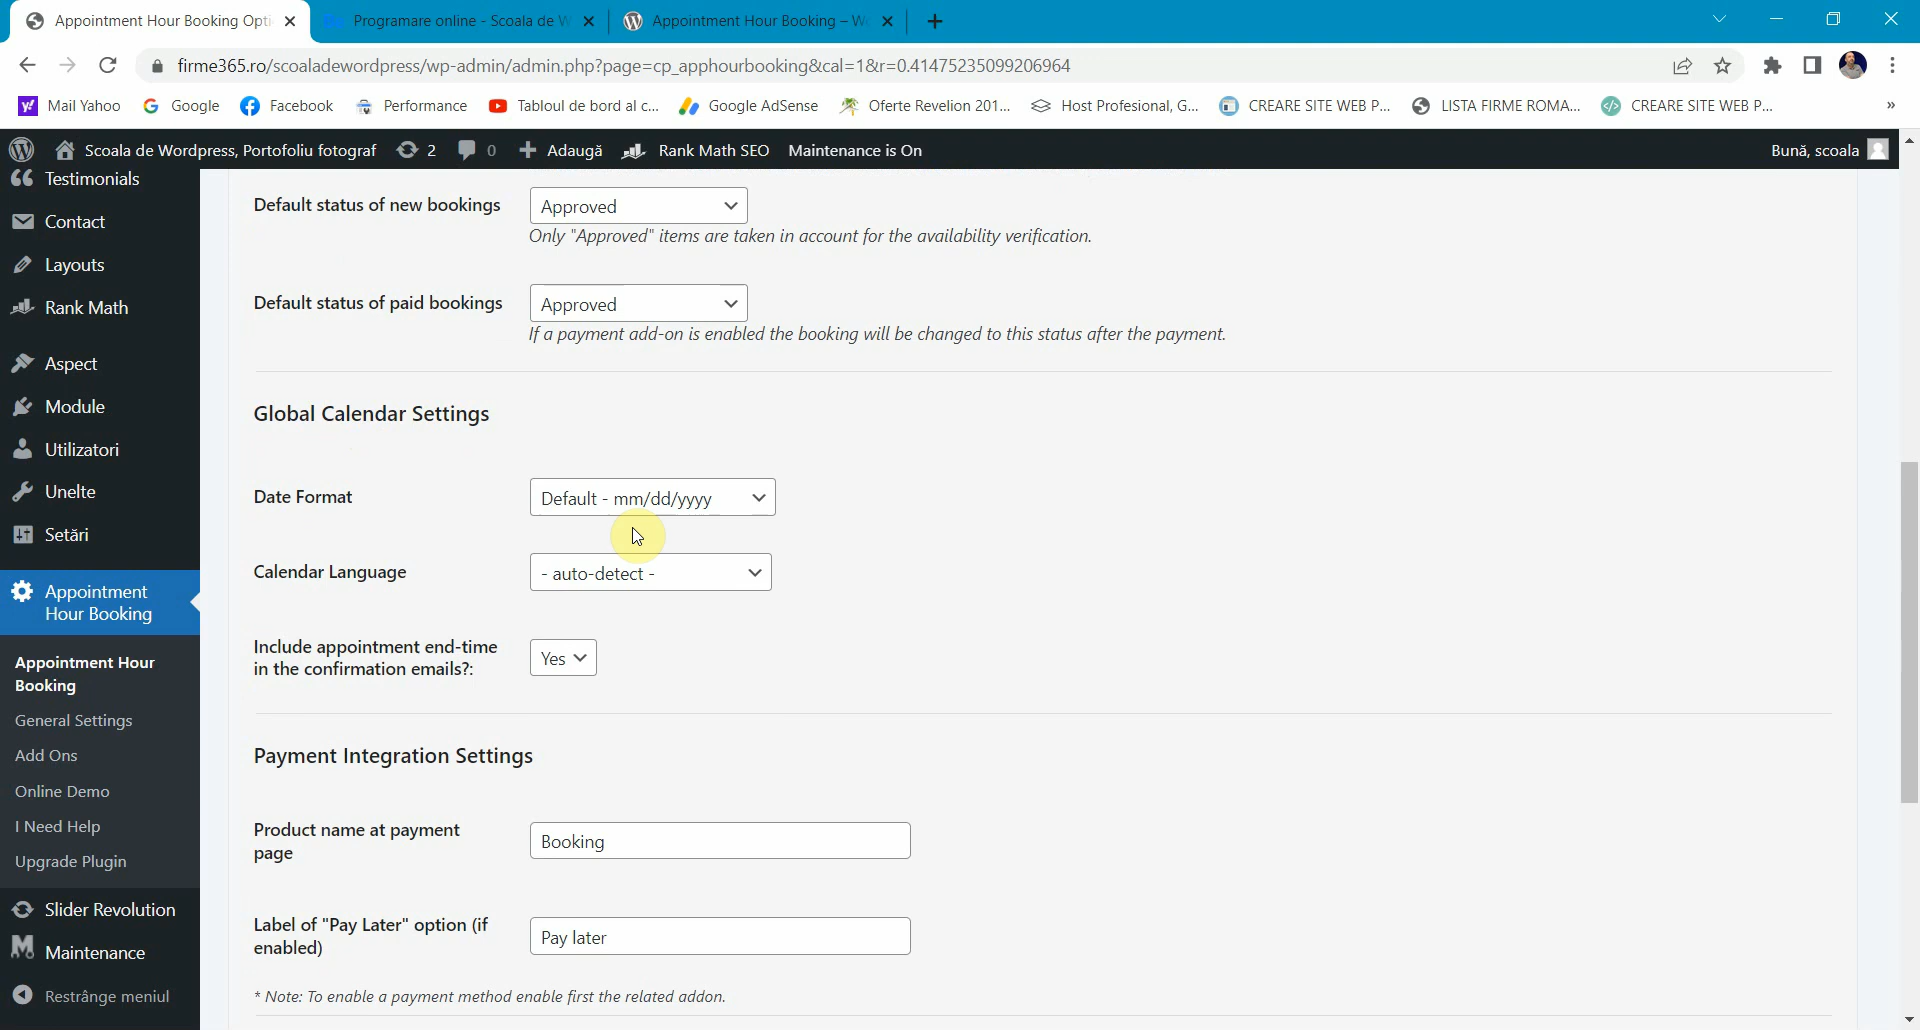 Appointment Hour Booking Opti
Programare online - Scoala de W
Appointment Hour Booking – W
firme365.ro/scoaladewordpress/wp-admin/admin.php?page=cp_apphourbooking&cal=1&r=0.41475235099206964
Mail Yahoo
Google
Facebook
Performance
Tabloul de bord al c...
Google AdSense
Oferte Revelion 201...
Host Profesional, G...
CREARE SITE WEB P...
LISTA FIRME ROMA...
CREARE SITE WEB P...
»
Scoala de Wordpress, Portofoliu fotograf
2
0
Adaugă
Rank Math SEO
Maintenance is On
Bună, scoala
Testimonials
Contact
Layouts
Rank Math
Aspect
Module
Utilizatori
Unelte
Setări
Appointment
Hour Booking
Appointment Hour
Booking
General Settings
Add Ons
Online Demo
I Need Help
Upgrade Plugin
Slider Revolution
Maintenance
Restrânge meniul
Default status of new bookings
Approved
Only "Approved" items are taken in account for the availability verification.
Default status of paid bookings
Approved
If a payment add-on is enabled the booking will be changed to this status after the payment.
Global Calendar Settings
Date Format
Default - mm/dd/yyyy
Calendar Language
- auto-detect -
Include appointment end-time
in the confirmation emails?:
Yes
Payment Integration Settings
Product name at payment
page
Booking
Label of "Pay Later" option (if
enabled)
Pay later
* Note: To enable a payment method enable first the related addon.